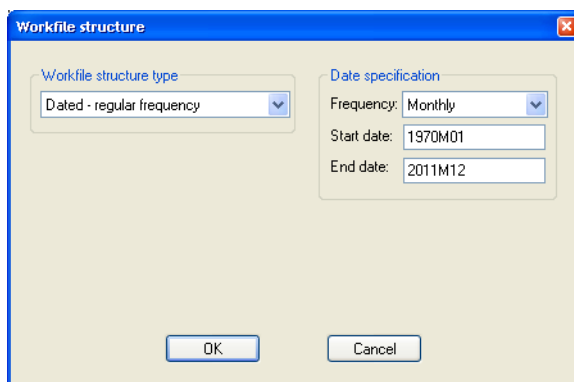 Workfile structure
Workfile structure type
Dated - regular frequency
Date specification
Frequency: Monthly
Start date: 1970M01
End date: 2011M12
OK Cancel